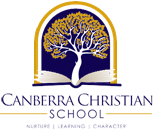 CANBERRA CHRISTIAN
SCHOOL
NURTURE | LEARNING | CHARACTER